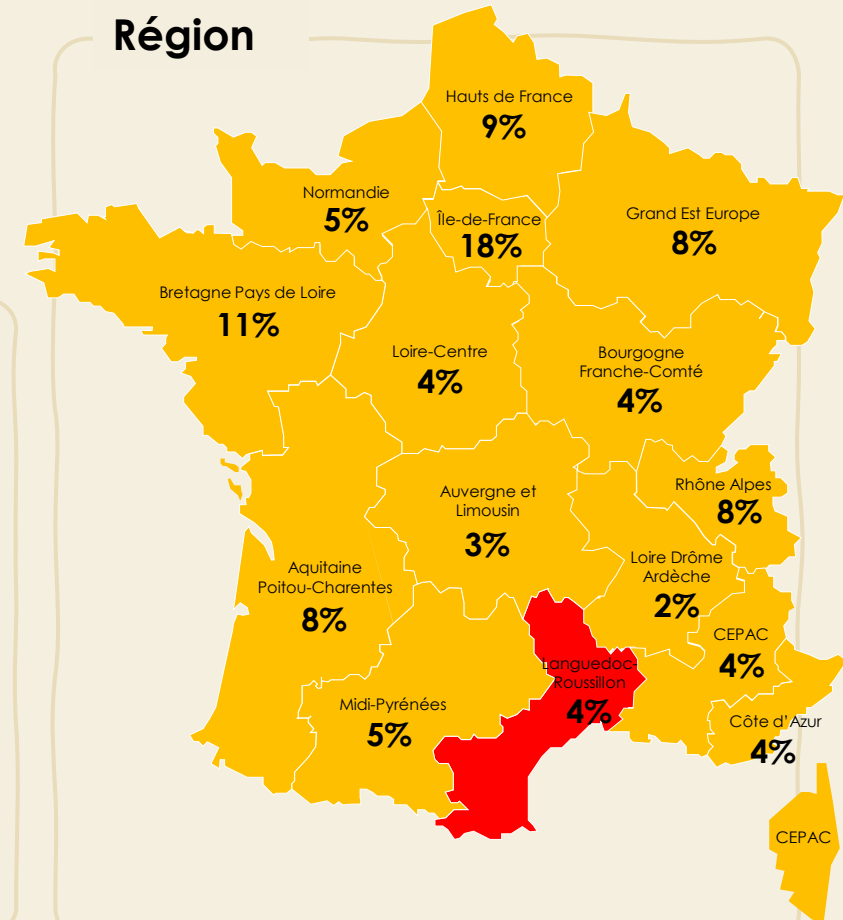 Région
Hauts de France
9%
Normandie
5%
Île-de-France
18%
Grand Est Europe
8%
Bretagne Pays de Loire
11%
Loire-Centre
4%
Bourgogne
Franche-Comté
4%
Auvergne et
Limousin
3%
Rhône Alpes
8%
Loire Drôme
Ardèche
2%
Aquitaine
Poitou-Charentes
8%
CEPAC
4%
Languedoc-
Roussillon
4%
Midi-Pyrénées
5%
Côte d'Azur
4%
CEPAC